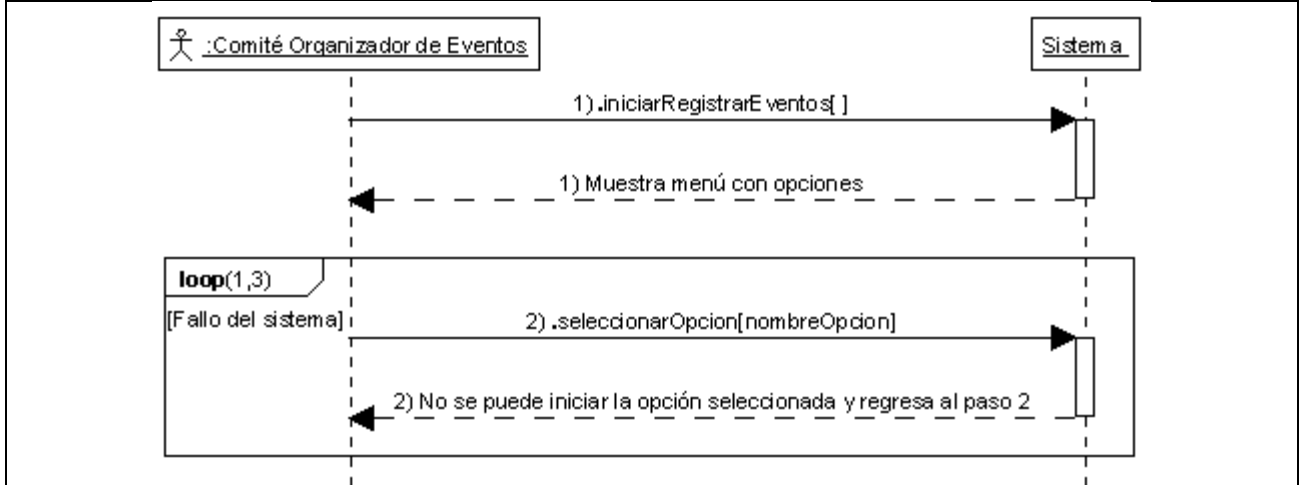 :Comité Organizador de Eventos
Sistema
1).iniciarRegistrarEventos[ ]
1) Muestra menú con opciones
loop(1,3)
[Fallo del sistema]
2).seleccionarOpcion[nombreOpcion]
2) No se puede iniciar la opción seleccionada y regresa al paso 2